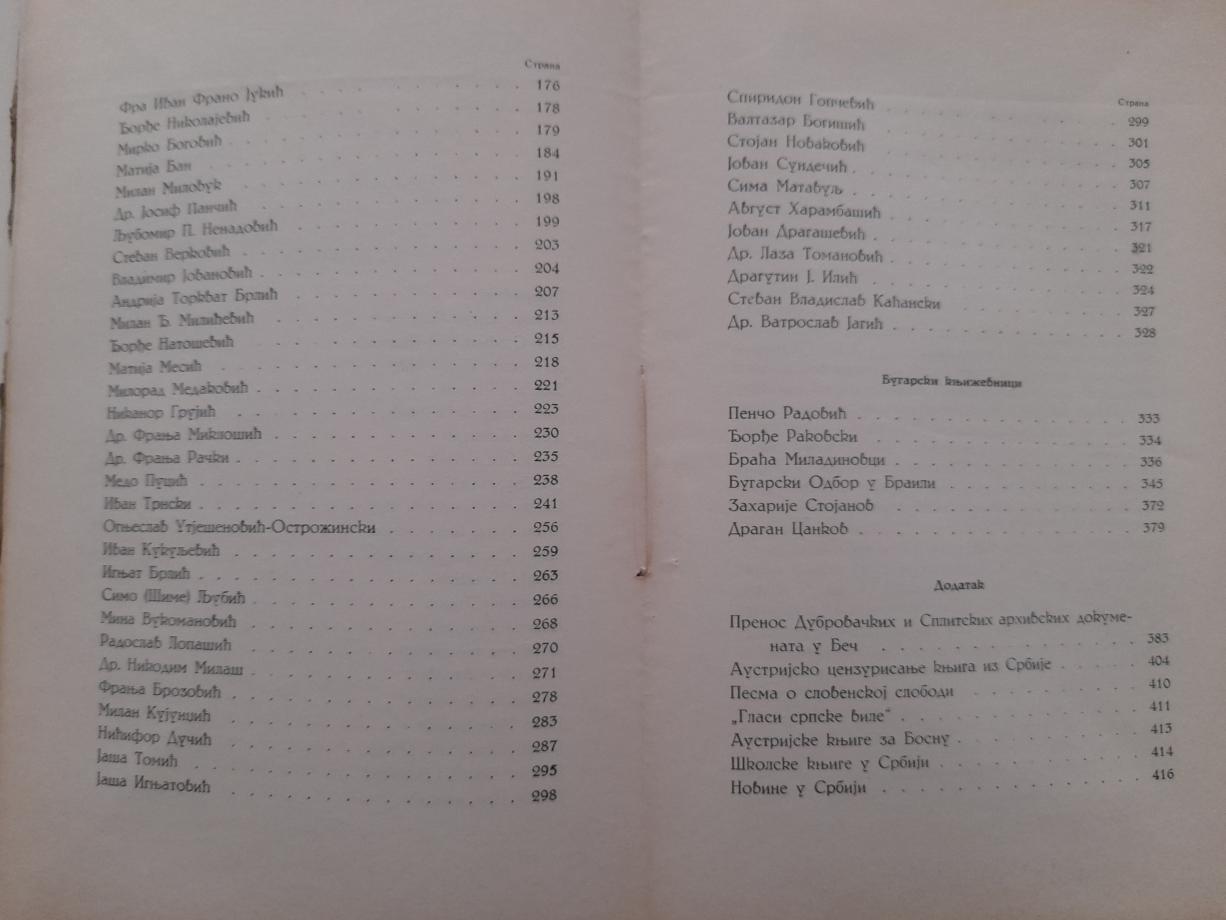 Страна
Фра Иван Франо Јукић 176
Ђорђе Николајевић 178
Мирко Боговић 179
Матија Бан 184
Милан Миловук 191
Др. Јосиф Панчић 198
Љубомир П. Ненадовић 199
Стеван Верковић 203
Владимир Јовановић 204
Андрија Торкват Брлић 207
Милан Ђ. Милићевић 213
Ђорђе Натошевић 215
Матија Месић 218
Милорад Медаковић 221
Никанор Грујић 223
Др. Фрања Миклошић 230
Др. Фрања Рачки 235
Медо Пуцић 238
Иван Трнски 241
Огњеслав Утјешеновић-Острожински 256
Иван Кукуљевић 259
Игњат Брлић 263
Симо (Шиме) Љубић 266
Мина Вукомановић 268
Радослав Лопашић 270
Др. Никодим Милаш 271
Фрања Брозовић 278
Милан Кујунџић 283
Нићифор Дучић 287
Јаша Томић 295
Јаша Игњатовић 298
Страна
Спиридон Гопчевић 299
Валтазар Богишић 301
Стојан Новаковић 305
Јован Сундечић 307
Сима Матавуљ 311
Август Харамбашић 317
Јован Драгашевић 321
Др. Лаза Томановић 322
Драгутин Ј. Илић 324
Стеван Владислав Каћански 327
Др. Ватрослав Јагић 328
Бугарски књижевници
Пенчо Радовић 333
Ђорђе Раковски 334
Браћа Миладиновци 336
Бугарски Одбор у Браили 345
Захарије Стојанов 372
Драган Цанков 379
Додатак
Пренос Дубровачких и Сплитских архивских докуме-
ната у Беч 383
Аустријско цензурисање књига из Србије 404
Песма о словенској слободи 410
„Гласи српске виле“ 411
Аустријске књиге за Босну 413
Школске књиге у Србији 414
Новине у Србији 416